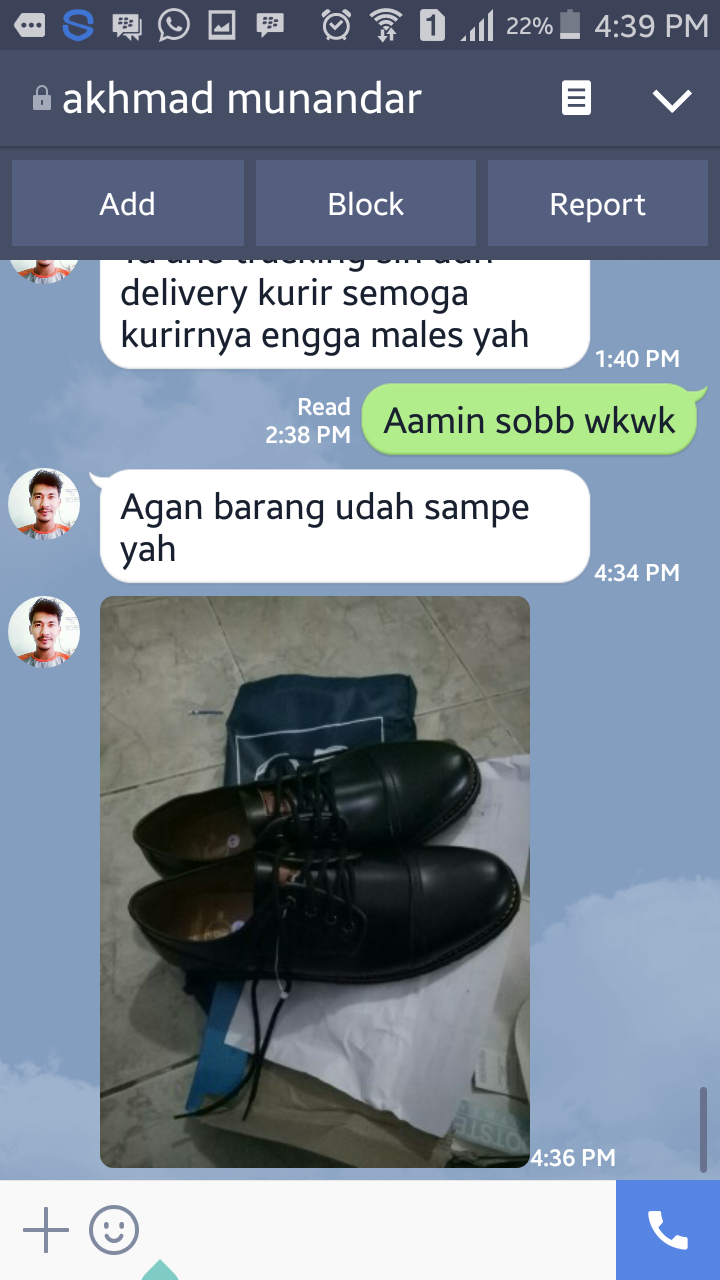 22% 4:39 PM
1
akhmad munandar
Add Block Report
delivery kurir semoga
kurirnya engga males yah
1:40 PM
Read
2:38 PM
Aamin sobb wkwk
Agan barang udah sampe
yah
4:34 PM
4:36 PM